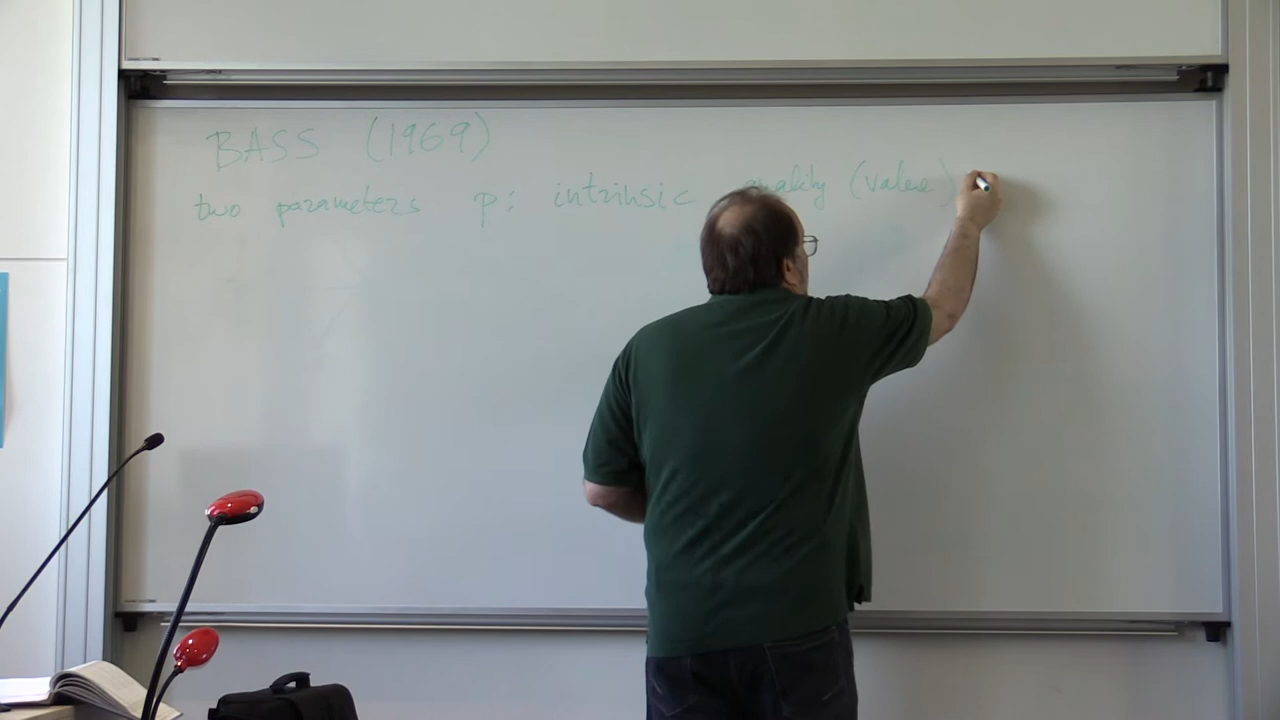 BASS (1969)
two parameters p: intrinsic quality (value)